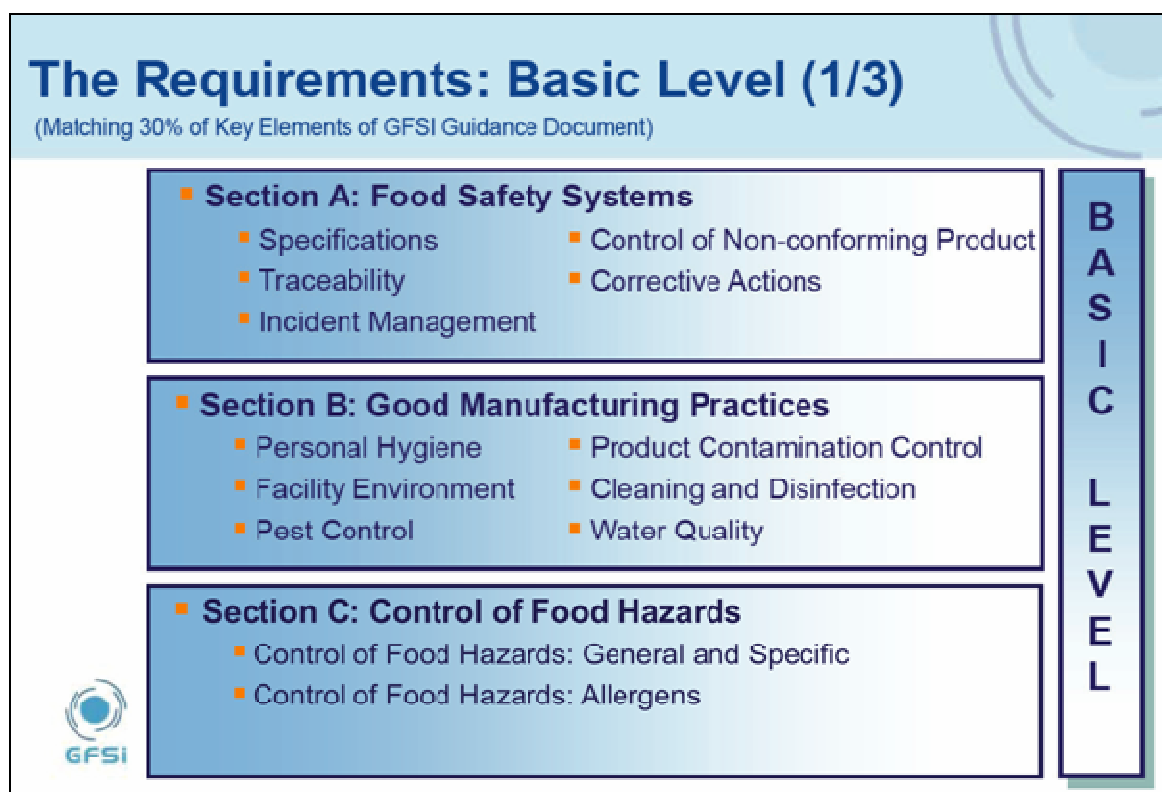 The Requirements: Basic Level (1/3)
(Matching 30% of Key Elements of GFSI Guidance Document)
Section A: Food Safety Systems
Specifications
Traceability
Incident Management
Control of Non-conforming Product
Corrective Actions
Section B: Good Manufacturing Practices
Personal Hygiene
Facility Environment
Pest Control
Product Contamination Control
Cleaning and Disinfection
Water Quality
Section C: Control of Food Hazards
Control of Food Hazards: General and Specific
Control of Food Hazards: Allergens
BASIC LEVEL
GFSi